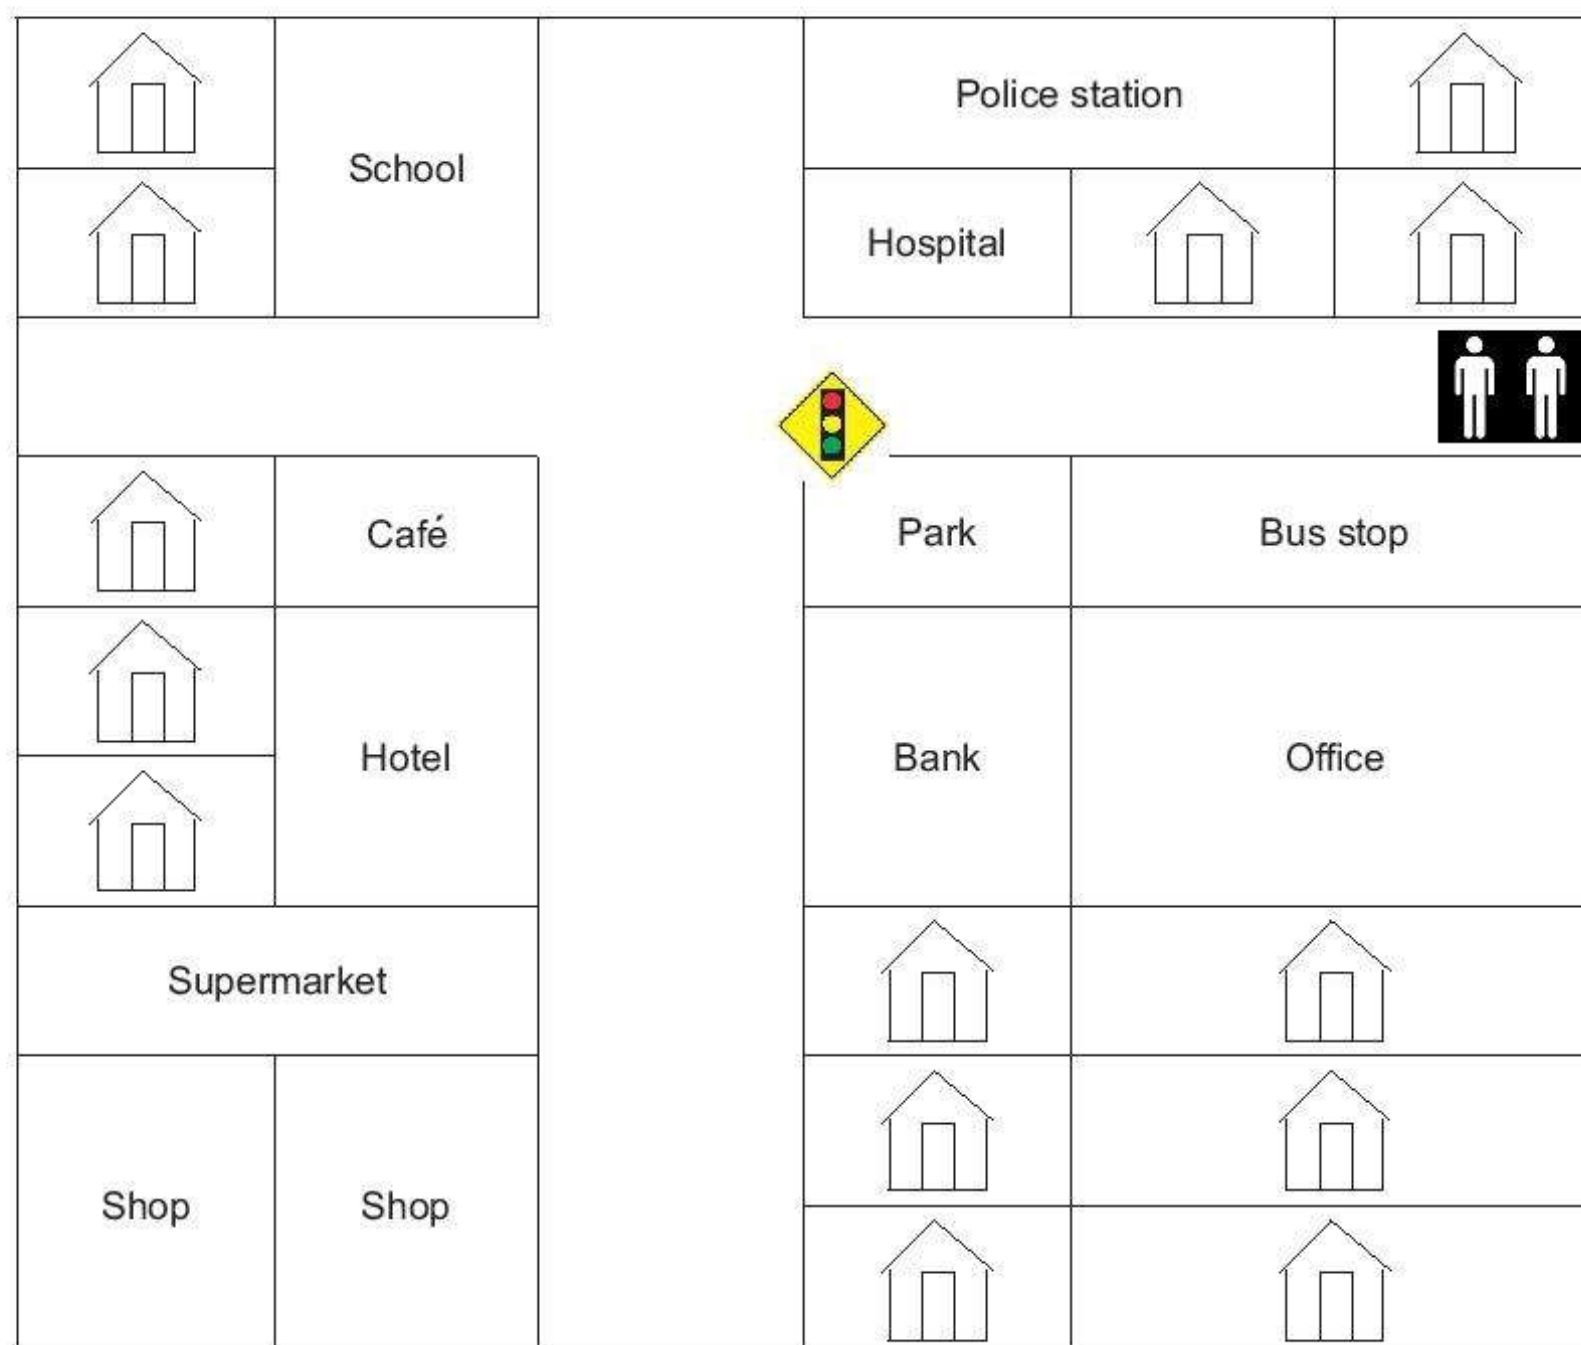 Police station
School
Hospital
Café
Park
Bus stop
Hotel
Bank
Office
Supermarket
Shop
Shop